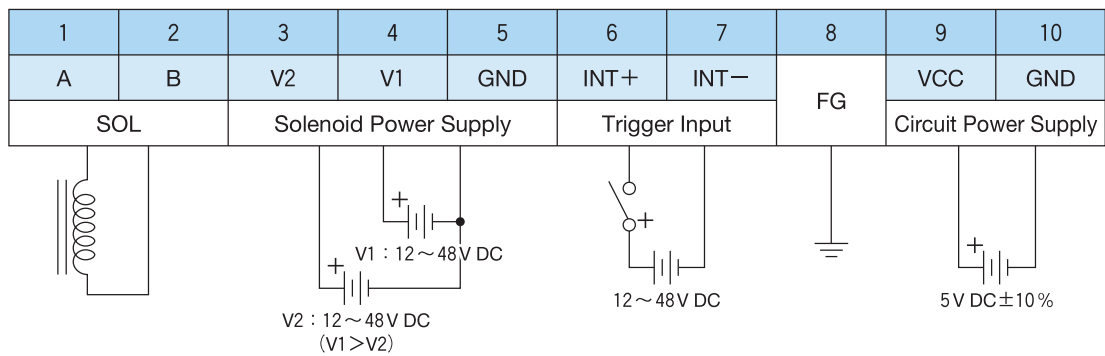 1 2 3 4 5 6 7 8 9 10
A B V2 V1 GND INT+ INT− FG VCC GND
SOL Solenoid Power Supply Trigger Input Circuit Power Supply
+
V1：12～48V DC
+
V2：12～48V DC
(V1>V2)
+
12～48V DC
+
5V DC±10%